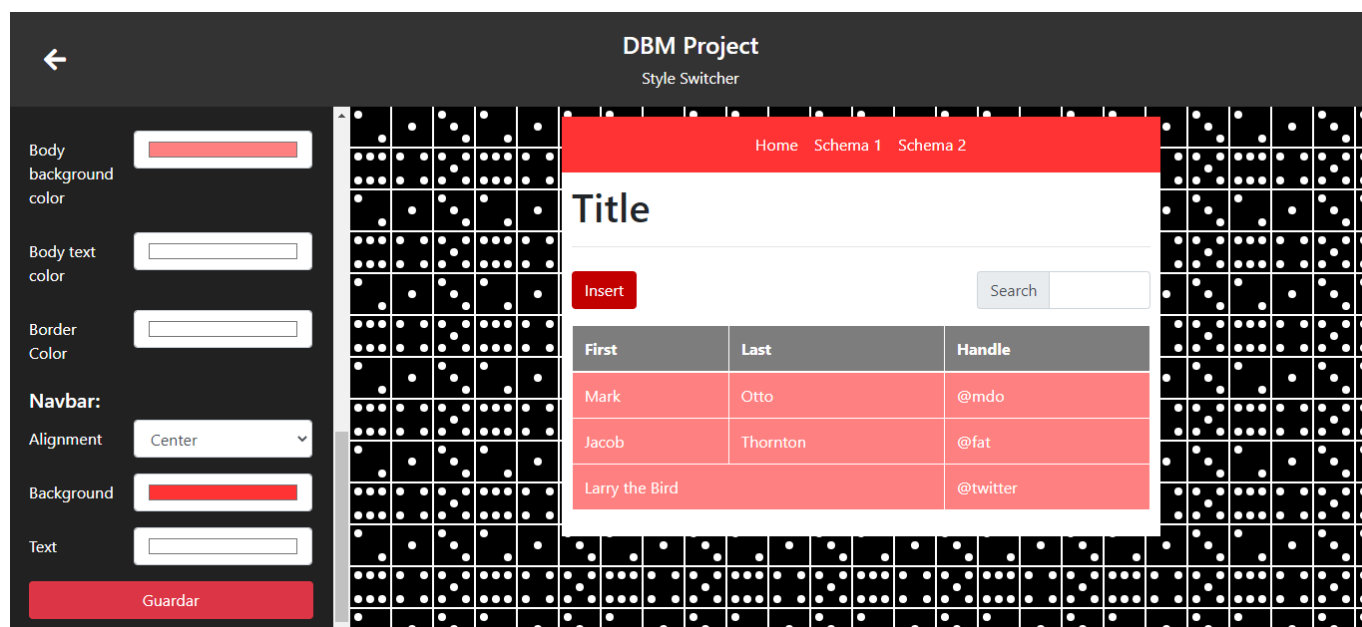 DBM Project
Style Switcher
Body
background
color
Body text
color
Border
Color
Navbar:
Alignment Center
Background
Text
Guardar
Home Schema 1 Schema 2
Title
Insert Search
First Last Handle
Mark Otto @mdo
Jacob Thornton @fat
Larry the Bird @twitter